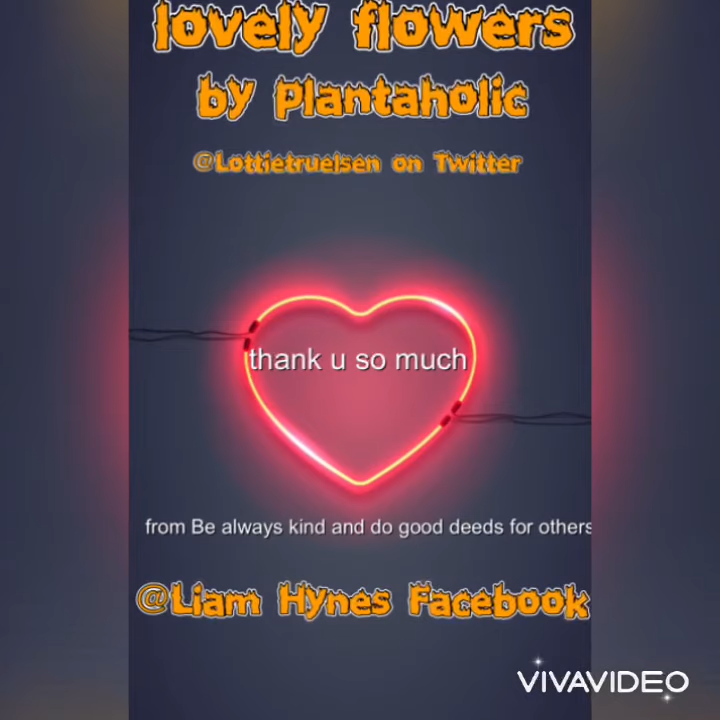 lovely flowers
by Plantaholic
@Lottietruelsen on Twitter
thank u so much
from Be always kind and do good deeds for others
@Liam Hynes Facebook
VIVAVIDEO